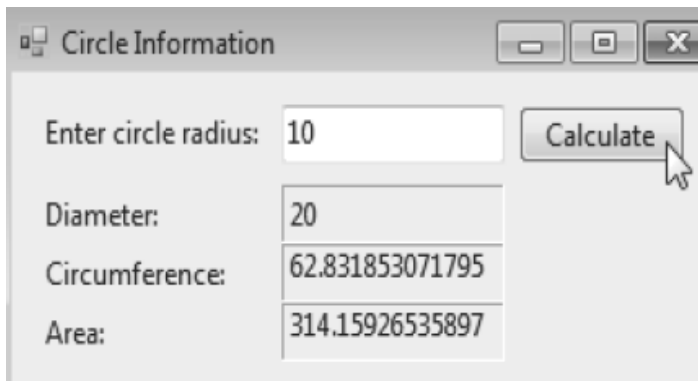 Circle Information
Enter circle radius: 10 Calculate
Diameter: 20
Circumference: 62.831853071795
Area: 314.15926535897